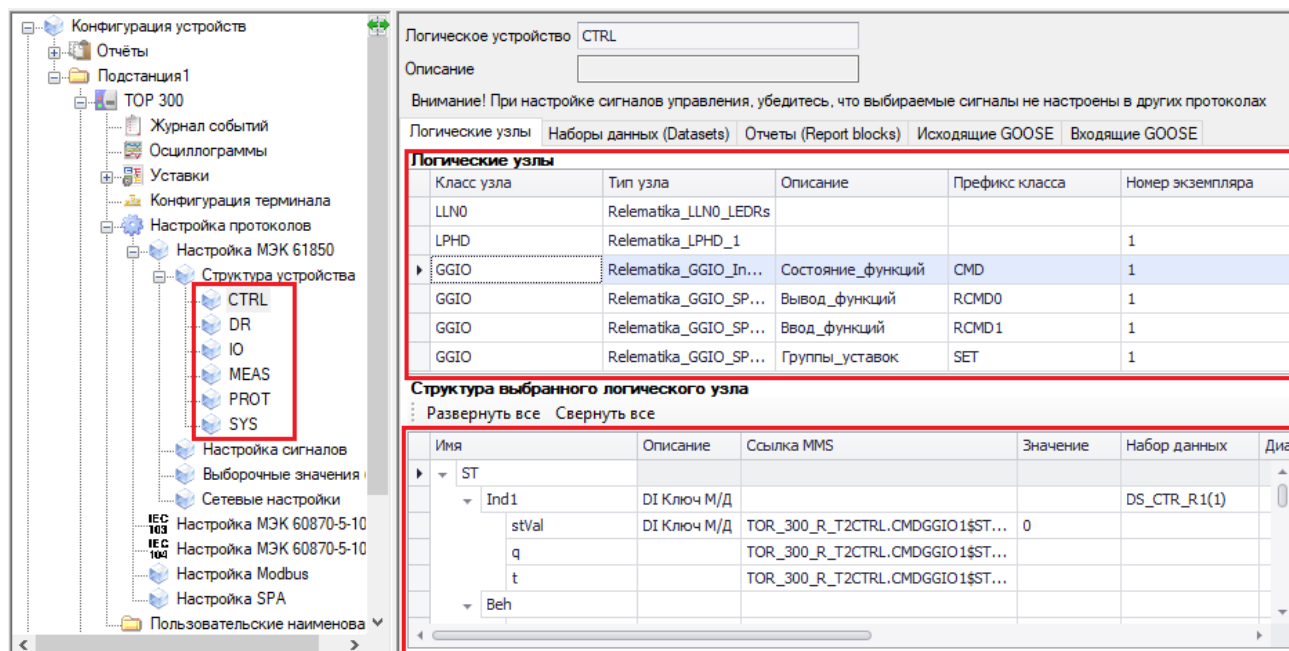 Конфигурация устройств
Отчёты
Подстанция1
ТОР 300
Журнал событий
Осциллограммы
Уставки
Конфигурация терминала
Настройка протоколов
Настройка МЭК 61850
Структура устройства
CTRL
DR
IO
MEAS
PROT
SYS
Настройка сигналов
Выборочные значения
Сетевые настройки
IEC 103 Настройка МЭК 60870-5-10
IEC 104 Настройка МЭК 60870-5-10
Настройка Modbus
Настройка SPA
Пользовательские наименова
Логическое устройство CTRL
Описание
Внимание! При настройке сигналов управления, убедитесь, что выбираемые сигналы не настроены в других протоколах
Логические узлы Наборы данных (Datasets) Отчеты (Report blocks) Исходящие GOOSE Входящие GOOSE
Логические узлы
Класс узла Тип узла Описание Префикс класса Номер экземпляра
LLN0 Relematika_LLN0_LEDRs
LPHD Relematika_LPHD_1 1
GGIO Relematika_GGIO_In... Состояние_функций CMD 1
GGIO Relematika_GGIO_SP... Вывод_функций RCMD0 1
GGIO Relematika_GGIO_SP... Ввод_функций RCMD1 1
GGIO Relematika_GGIO_SP... Группы_уставок SET 1
Структура выбранного логического узла
Развернуть все Свернуть все
Имя Описание Ссылка MMS Значение Набор данных Диа
ST
Ind1 DI Ключ М/Д DS_CTR_R1(1)
stVal DI Ключ М/Д TOR_300_R_T2CTRL.CMDGGIO1$ST... 0
q TOR_300_R_T2CTRL.CMDGGIO1$ST...
t TOR_300_R_T2CTRL.CMDGGIO1$ST...
Beh